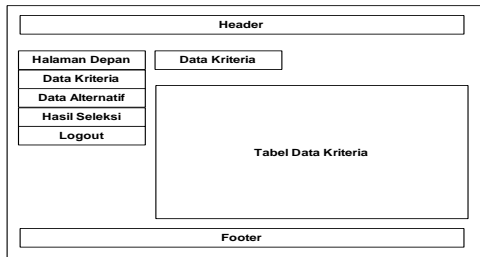 Header
Halaman Depan
Data Kriteria
Data Kriteria
Data Alternatif
Hasil Seleksi
Logout
Tabel Data Kriteria
Footer